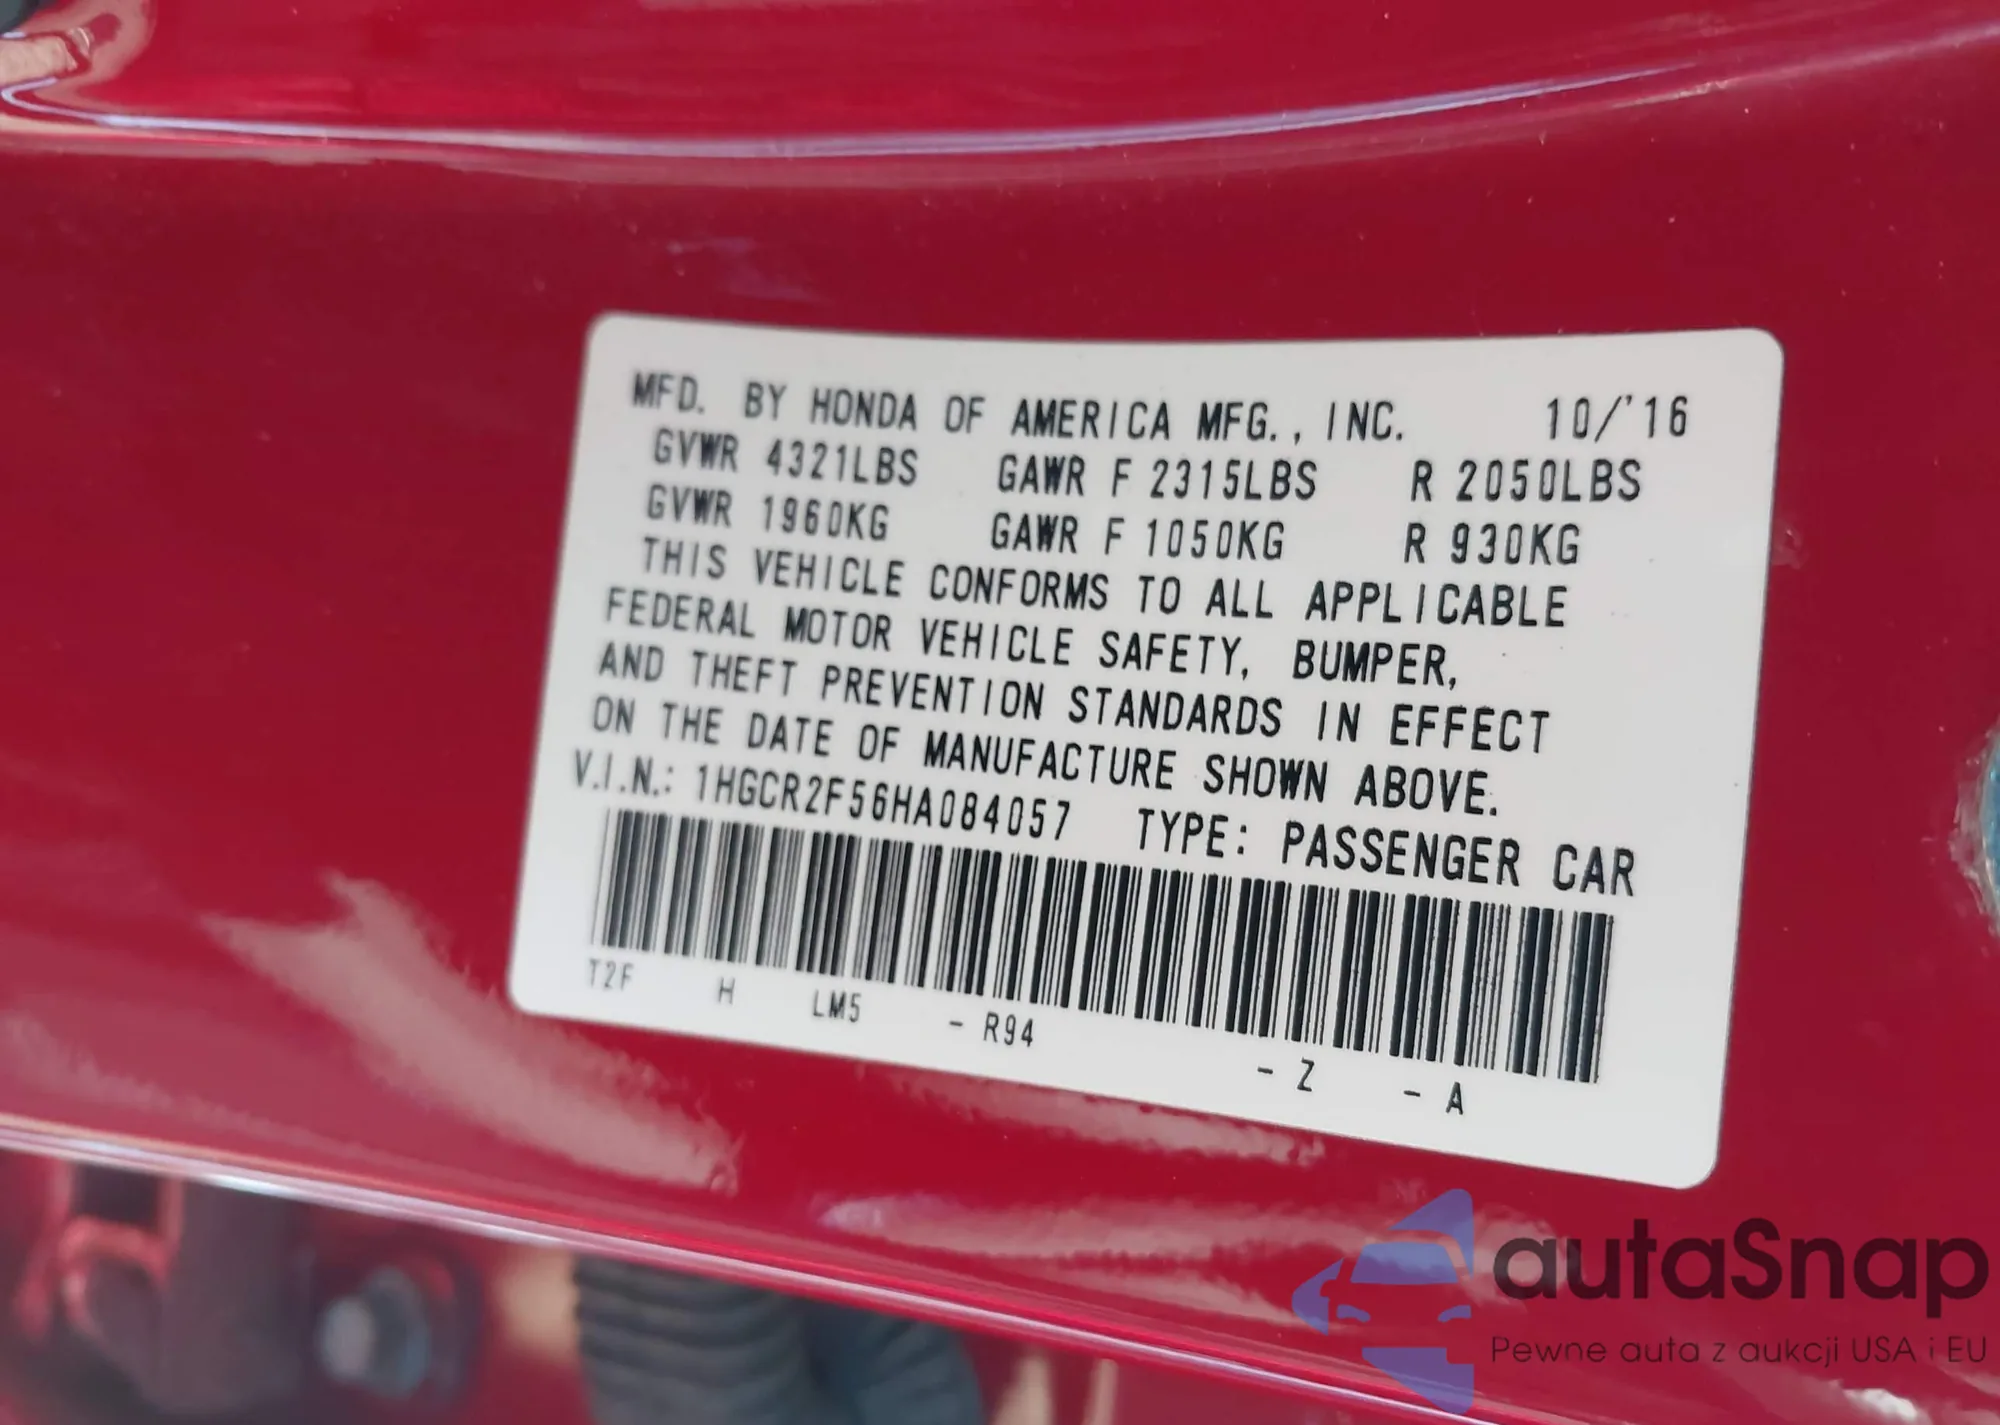 MFD. BY HONDA OF AMERICA MFG., INC. 10/'16
GVWR 4321LBS GAWR F 2315LBS R 2050LBS
GVWR 1960KG GAWR F 1050KG R 930KG
THIS VEHICLE CONFORMS TO ALL APPLICABLE
FEDERAL MOTOR VEHICLE SAFETY, BUMPER,
AND THEFT PREVENTION STANDARDS IN EFFECT
ON THE DATE OF MANUFACTURE SHOWN ABOVE.
V.I.N.: 1HGCR2F56HA084057 TYPE: PASSENGER CAR
T2F H LM5 - R94 - Z - A
autaSnap
Pewne auta z aukcji USA i EU